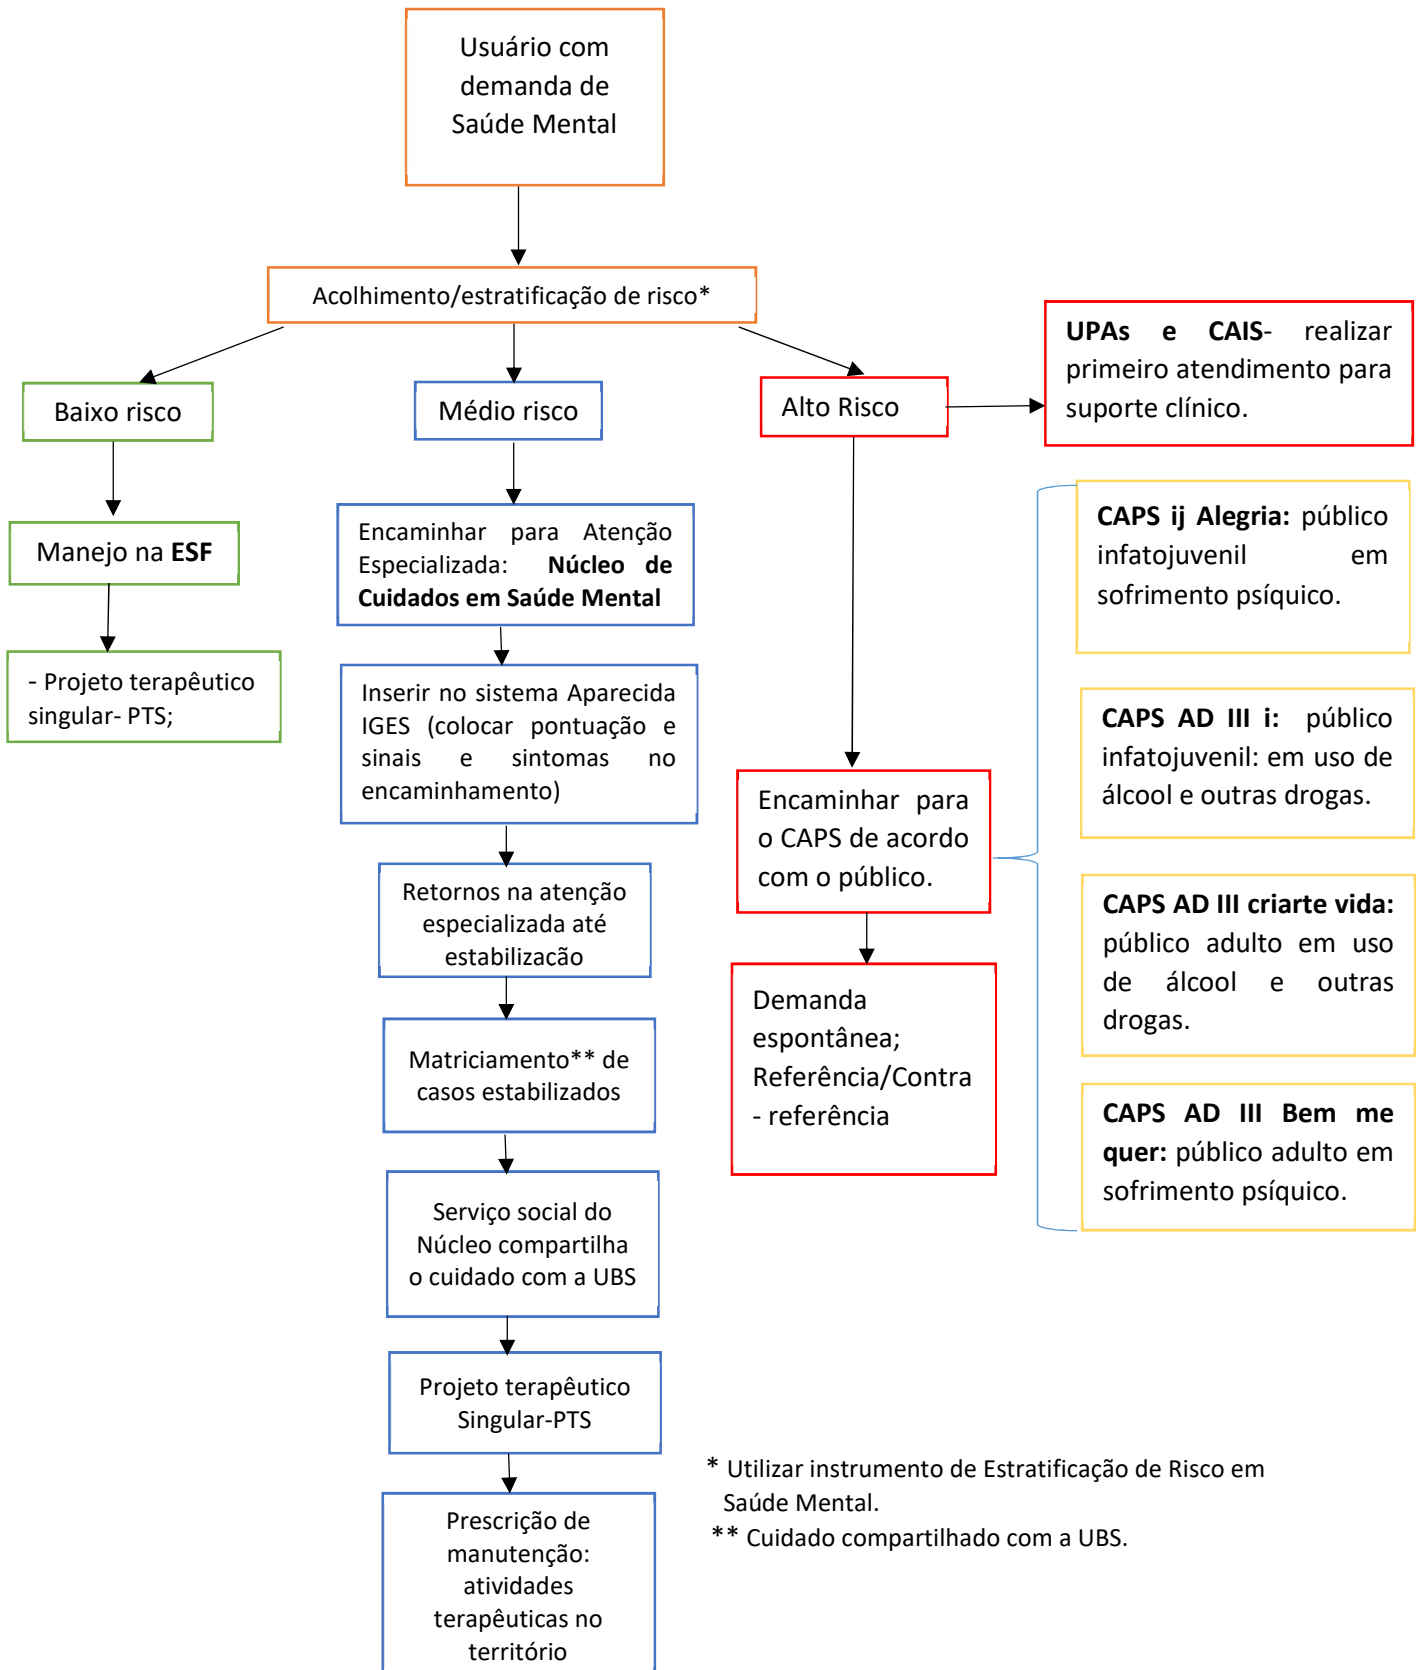 Usuário com
demanda de
Saúde Mental
Acolhimento/estratificação de risco*
Baixo risco
Médio risco
Alto Risco
UPAs e CAIS- realizar
primeiro atendimento para
suporte clínico.
Manejo na ESF
- Projeto terapêutico
singular- PTS;
Encaminhar para Atenção
Especializada: Núcleo de
Cuidados em Saúde Mental
Inserir no sistema Aparecida
IGES (colocar pontuação e
sinais e sintomas no
encaminhamento)
Retornos na atenção
especializada até
estabilizacão
Matriciamento** de
casos estabilizados
Serviço social do
Núcleo compartilha
o cuidado com a UBS
Projeto terapêutico
Singular-PTS
Prescrição de
manutenção:
atividades
terapêuticas no
território
Encaminhar para
o CAPS de acordo
com o público.
Demanda
espontânea;
Referência/Contra
- referência
CAPS ij Alegria: público
infatojuvenil em
sofrimento psíquico.
CAPS AD III i: público
infatojuvenil: em uso de
álcool e outras drogas.
CAPS AD III criarte vida:
público adulto em uso
de álcool e outras
drogas.
CAPS AD III Bem me
quer: público adulto em
sofrimento psíquico.
* Utilizar instrumento de Estratificação de Risco em
Saúde Mental.
** Cuidado compartilhado com a UBS.